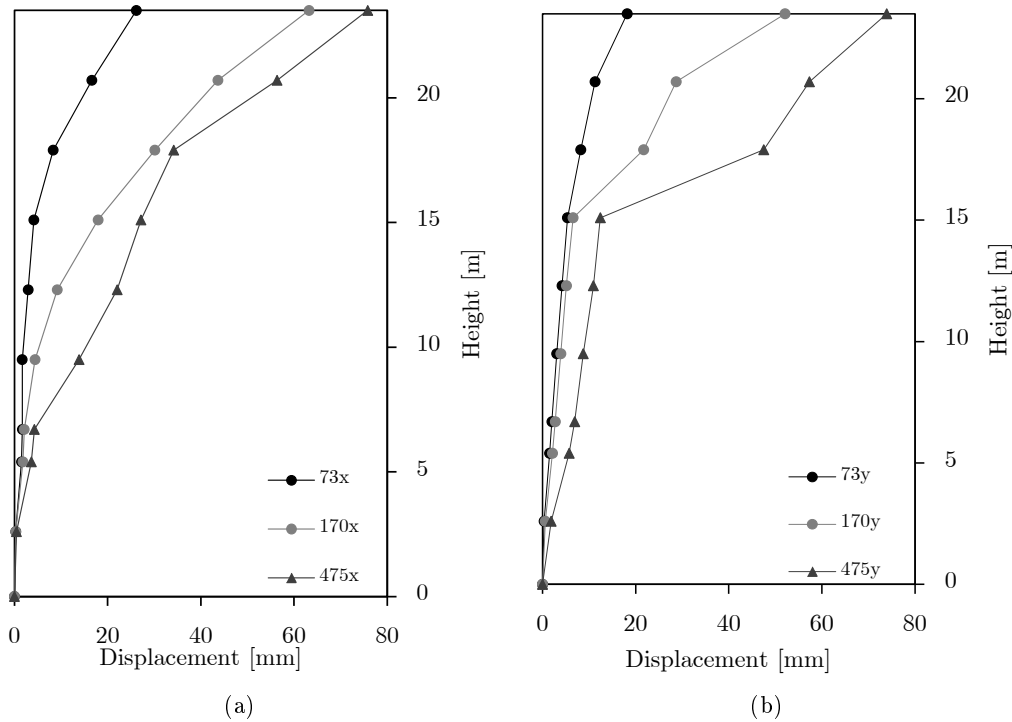 20
15
10
5
0
Height [m]
73x
170x
475x
0 20 40 60 80
Displacement [mm]
(a)
20
15
10
5
0
Height [m]
73y
170y
475y
0 20 40 60 80
Displacement [mm]
(b)